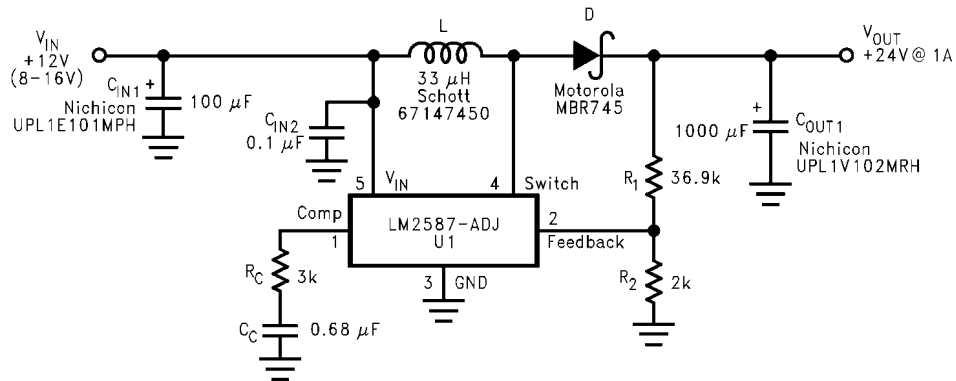 V_IN
+12V
(8-16V)
C_IN1 +
Nichicon
UPL1E101MPH
100 μF
C_IN2
0.1 μF
L
33 μH
Schott
67147450
D
Motorola
MBR745
V_OUT
+24V @ 1A
1000 μF
+
C_OUT1
Nichicon
UPL1V102MRH
R_1
36.9k
5 V_IN
4 Switch
Comp
1
LM2587-ADJ
U1
2
Feedback
3 GND
R_C
3k
C_C
0.68 μF
R_2
2k